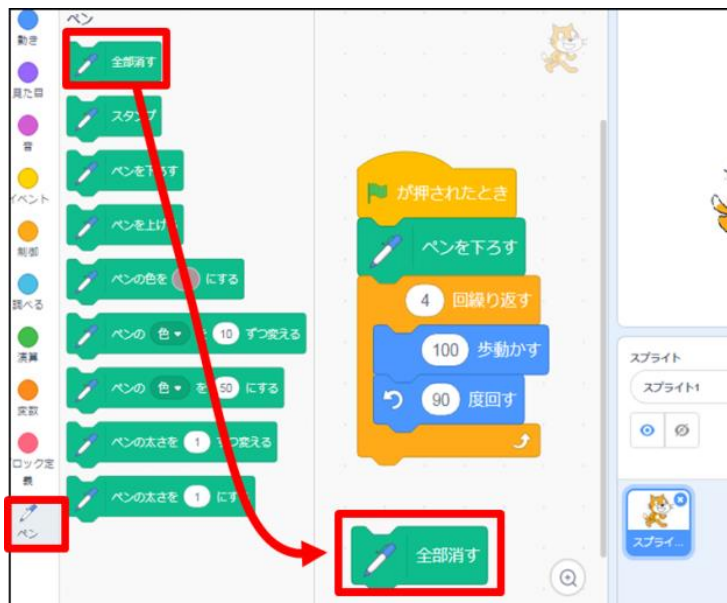 ペン
動き
見た目
音
イベント
制御
調べる
演算
変数
ブロック定
義
ペン
全部消す
スタンプ
ペンを下ろす
ペンを上げる
ペンの色を にする
ペンの 色 を 10 ずつ変える
ペンの 色 を 50 にする
ペンの太さを 1 ずつ変える
ペンの太さを 1 にする
が押されたとき
ペンを下ろす
4 回繰り返す
100 歩動かす
90 度回す
全部消す
スプライト
スプライト1
スプライ...